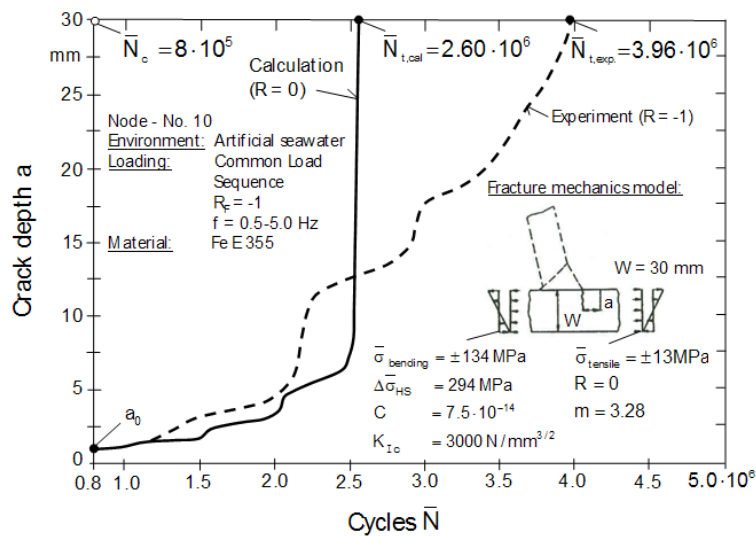 30
mm
25
20
15
10
5
0
Crack depth a
N̄c = 8·10⁵
N̄t,cal = 2.60·10⁶
N̄t,exp. = 3.96·10⁶
Calculation
(R = 0)
Experiment (R = -1)
Node - No. 10
Environment: Artificial seawater
Loading: Common Load
Sequence
R_F = -1
f = 0.5-5.0 Hz
Material: Fe E 355
Fracture mechanics model:
W = 30 mm
a
W
σ̄bending = ±134 MPa
σ̄tensile = ±13MPa
Δσ̄HS = 294 MPa
R = 0
C = 7.5·10⁻¹⁴
m = 3.28
K_Ic = 3000 N/mm³ᐟ²
a₀
0.8 1.0 1.5 2.0 2.5 3.0 3.5 4.0 4.5 5.0·10⁶
Cycles N̄